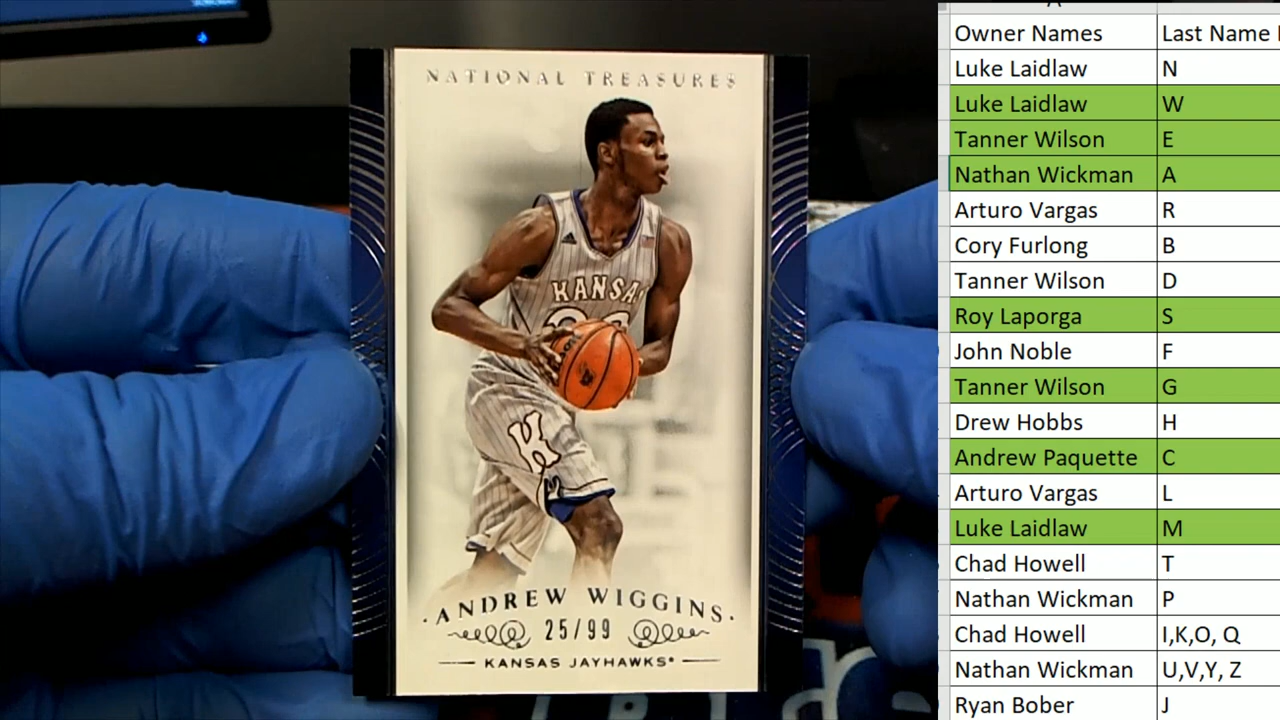 NATIONAL TREASURES
KANSAS
K
·ANDREW WIGGINS·
25/99
KANSAS JAYHAWKS
Owner Names Last Name
Luke Laidlaw N
Luke Laidlaw W
Tanner Wilson E
Nathan Wickman A
Arturo Vargas R
Cory Furlong B
Tanner Wilson D
Roy Laporga S
John Noble F
Tanner Wilson G
Drew Hobbs H
Andrew Paquette C
Arturo Vargas L
Luke Laidlaw M
Chad Howell T
Nathan Wickman P
Chad Howell I,K,O, Q
Nathan Wickman U,V,Y, Z
Ryan Bober J